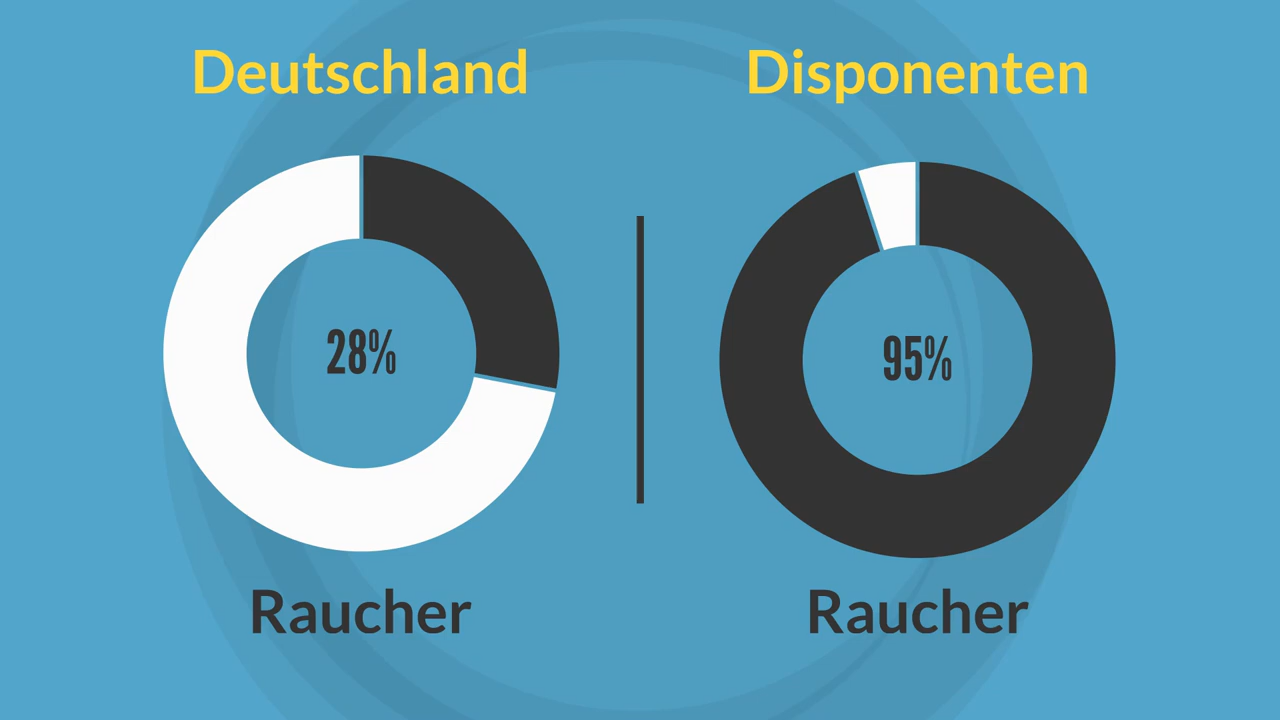 Deutschland
28%
Raucher
Disponenten
95%
Raucher